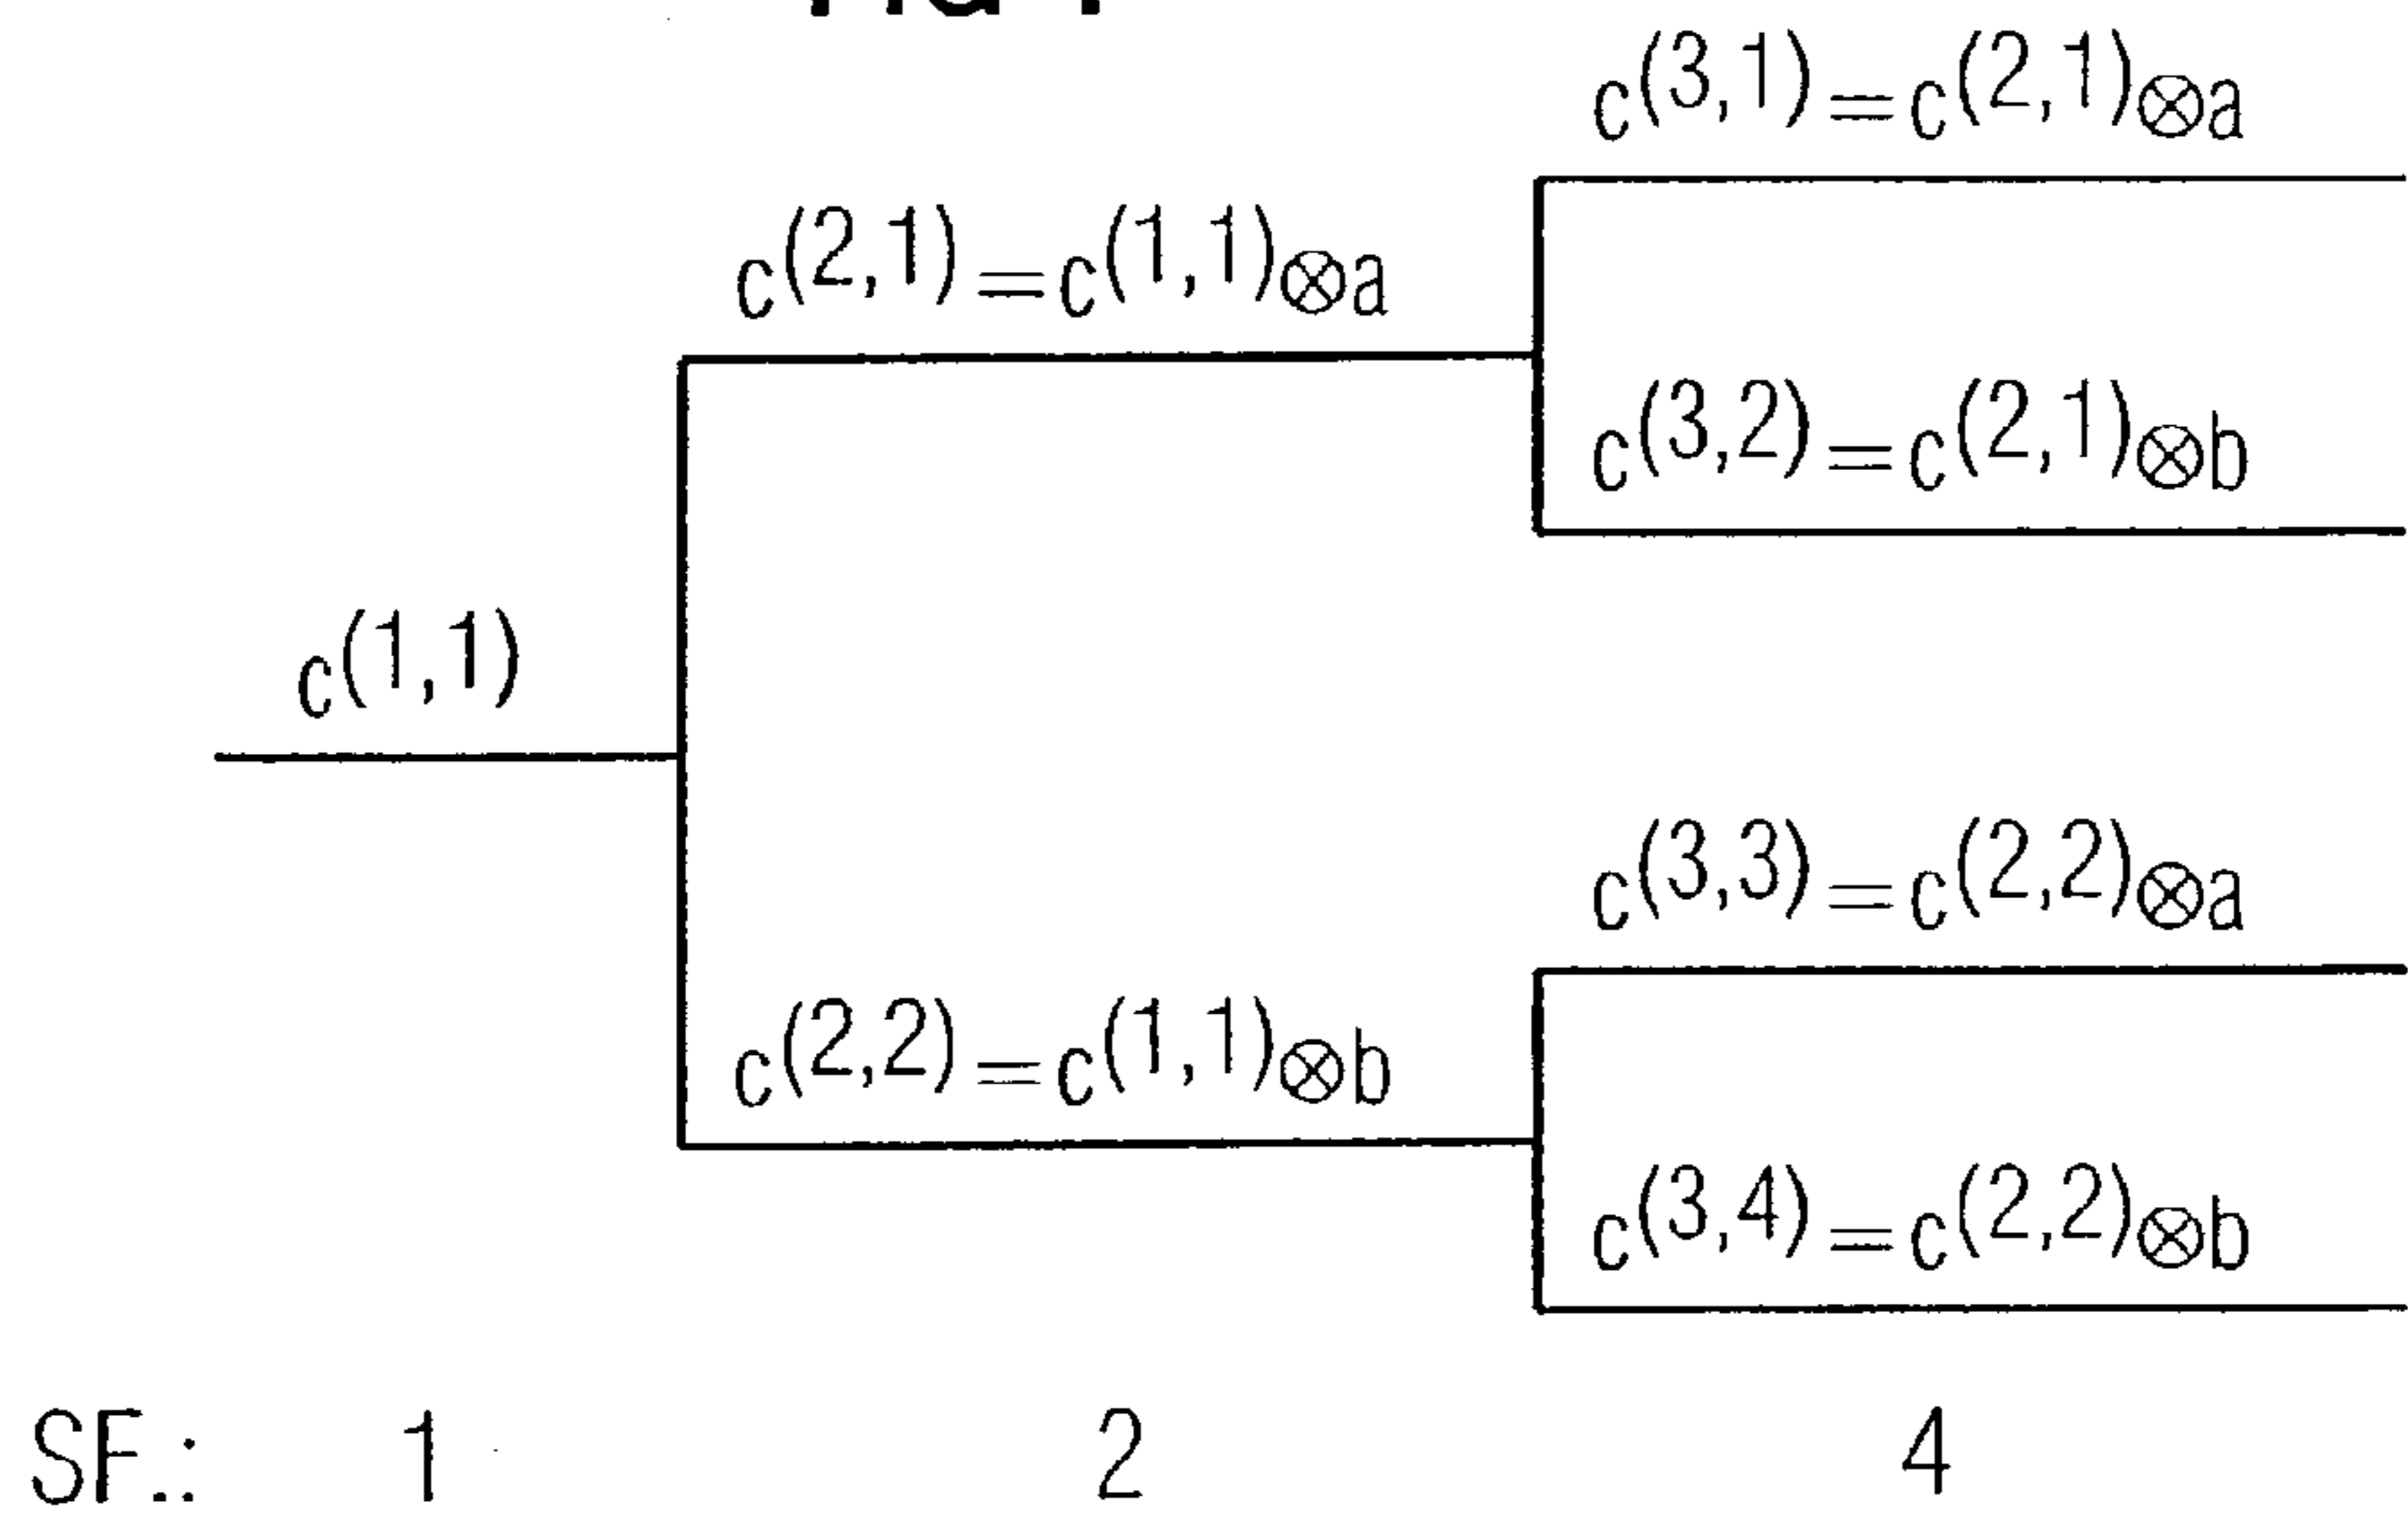 c(3,1)=c(2,1)⊗a
c(2,1)=c(1,1)⊗a
c(3,2)=c(2,1)⊗b
c(1,1)
c(3,3)=c(2,2)⊗a
c(2,2)=c(1,1)⊗b
c(3,4)=c(2,2)⊗b
SF.: 1 2 4